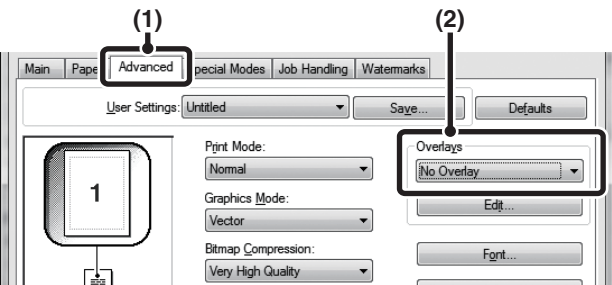 (1) (2)
Main Pape Advanced pecial Modes Job Handling Watermarks
User Settings: Untitled Save... Defaults
Print Mode: Overlays
Normal No Overlay
1
Graphics Mode: Edit...
Vector
Bitmap Compression: Font...
Very High Quality